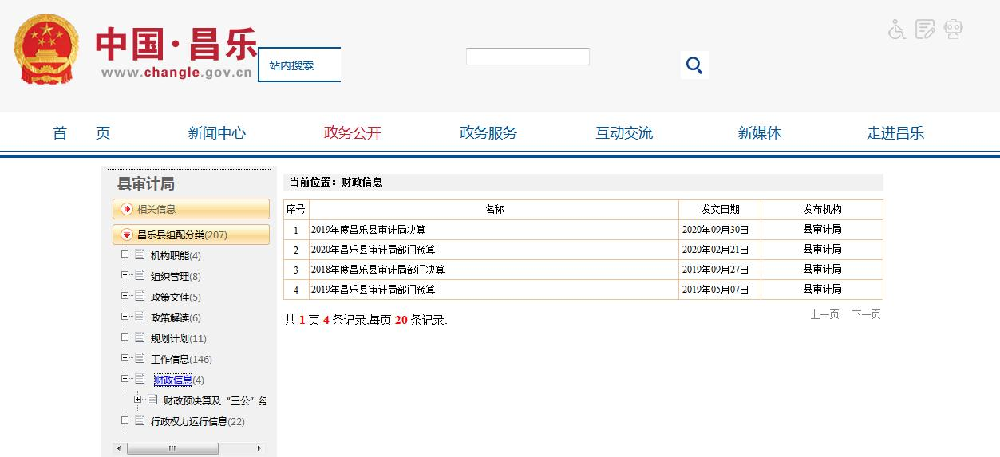 中国·昌乐
www.changle.gov.cn
站内搜索
首 页 新闻中心 政务公开 政务服务 互动交流 新媒体 走进昌乐
县审计局
相关信息
昌乐县组配分类(207)
机构职能(4)
组织管理(8)
政策文件(5)
政策解读(6)
规划计划(11)
工作信息(146)
财政信息(4)
财政预决算及“三公”经
行政权力运行信息(22)
当前位置：财政信息
序号 名称 发文日期 发布机构
1 2019年度昌乐县审计局决算 2020年09月30日 县审计局
2 2020年昌乐县审计局部门预算 2020年02月21日 县审计局
3 2018年度昌乐县审计局部门决算 2019年09月27日 县审计局
4 2019年昌乐县审计局部门预算 2019年05月07日 县审计局
共 1 页 4 条记录,每页 20 条记录.
上一页 下一页